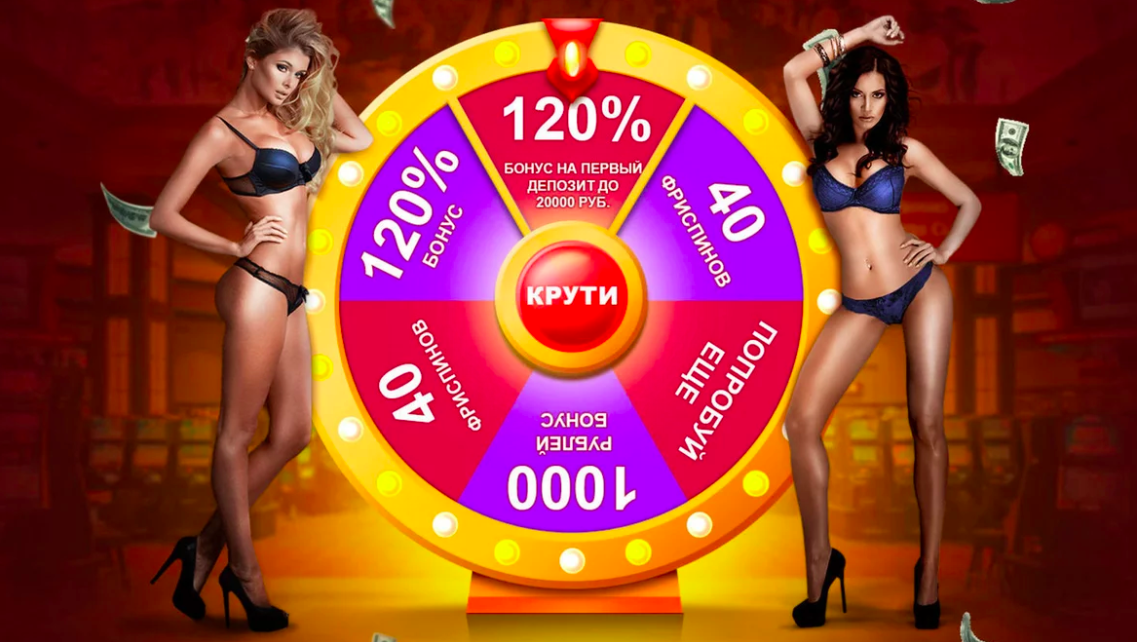 120%
БОНУС НА ПЕРВЫЙ
ДЕПОЗИТ ДО
20000 РУБ.
40
ФРИСПИНОВ
ПОПРОБУЙ
ЕЩЕ
1000
РУБЛЕЙ
БОНУС
40
ФРИСПИНОВ
120%
БОНУС
КРУТИ